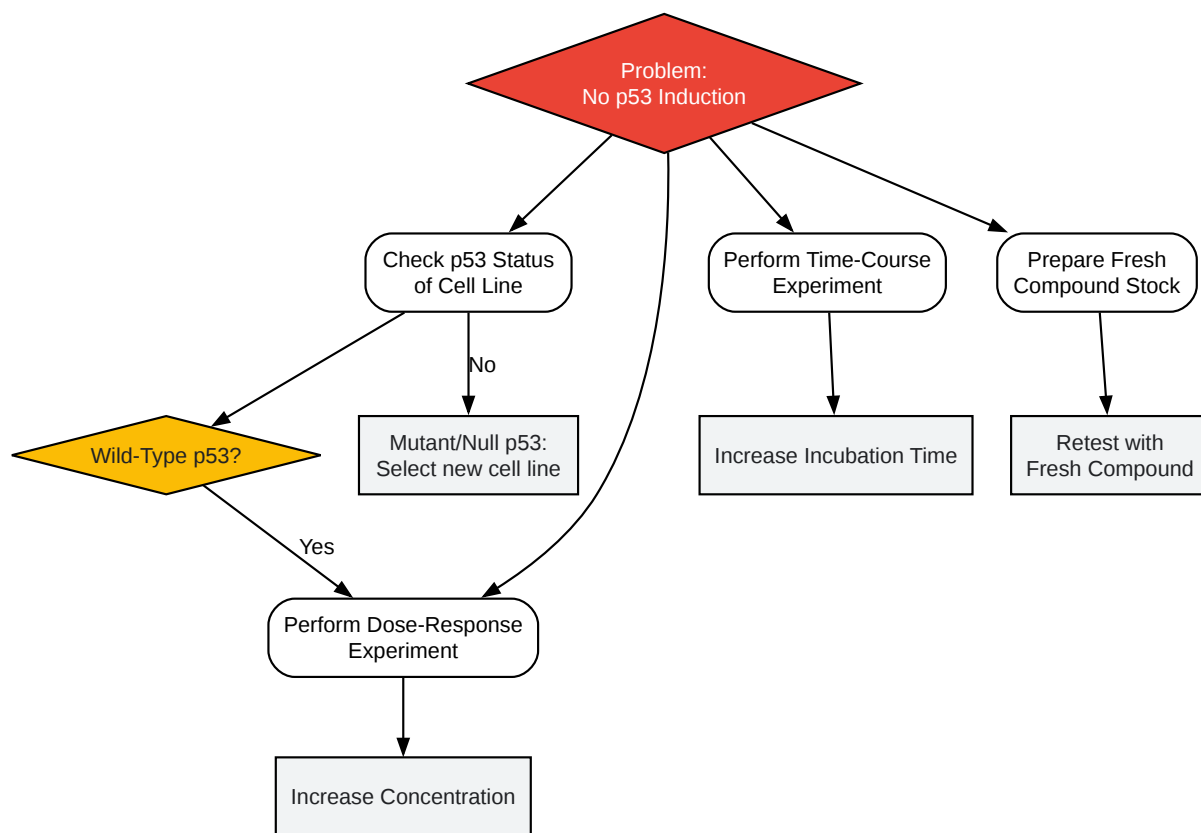 Problem:
No p53 Induction
Check p53 Status
of Cell Line
Perform Time-Course
Experiment
Prepare Fresh
Compound Stock
No
Wild-Type p53?
Mutant/Null p53:
Select new cell line
Increase Incubation Time
Retest with
Fresh Compound
Yes
Perform Dose-Response
Experiment
Increase Concentration